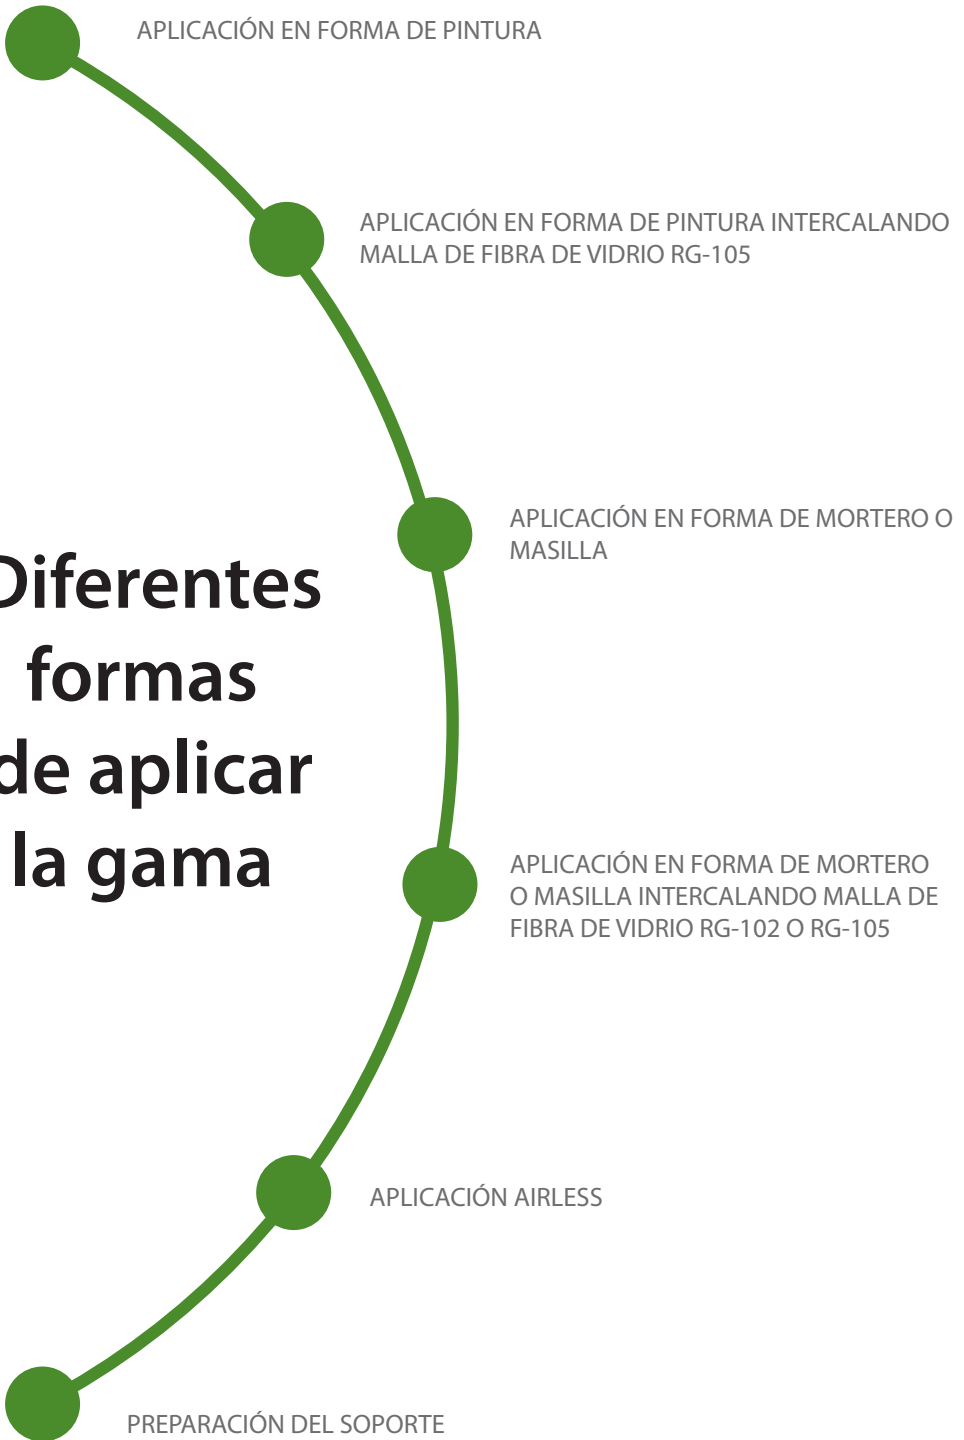 APLICACIÓN EN FORMA DE PINTURA
APLICACIÓN EN FORMA DE PINTURA INTERCALANDO
MALLA DE FIBRA DE VIDRIO RG-105
APLICACIÓN EN FORMA DE MORTERO O
MASILLA
Diferentes
formas
de aplicar
la gama
APLICACIÓN EN FORMA DE MORTERO
O MASILLA INTERCALANDO MALLA DE
FIBRA DE VIDRIO RG-102 O RG-105
APLICACIÓN AIRLESS
PREPARACIÓN DEL SOPORTE